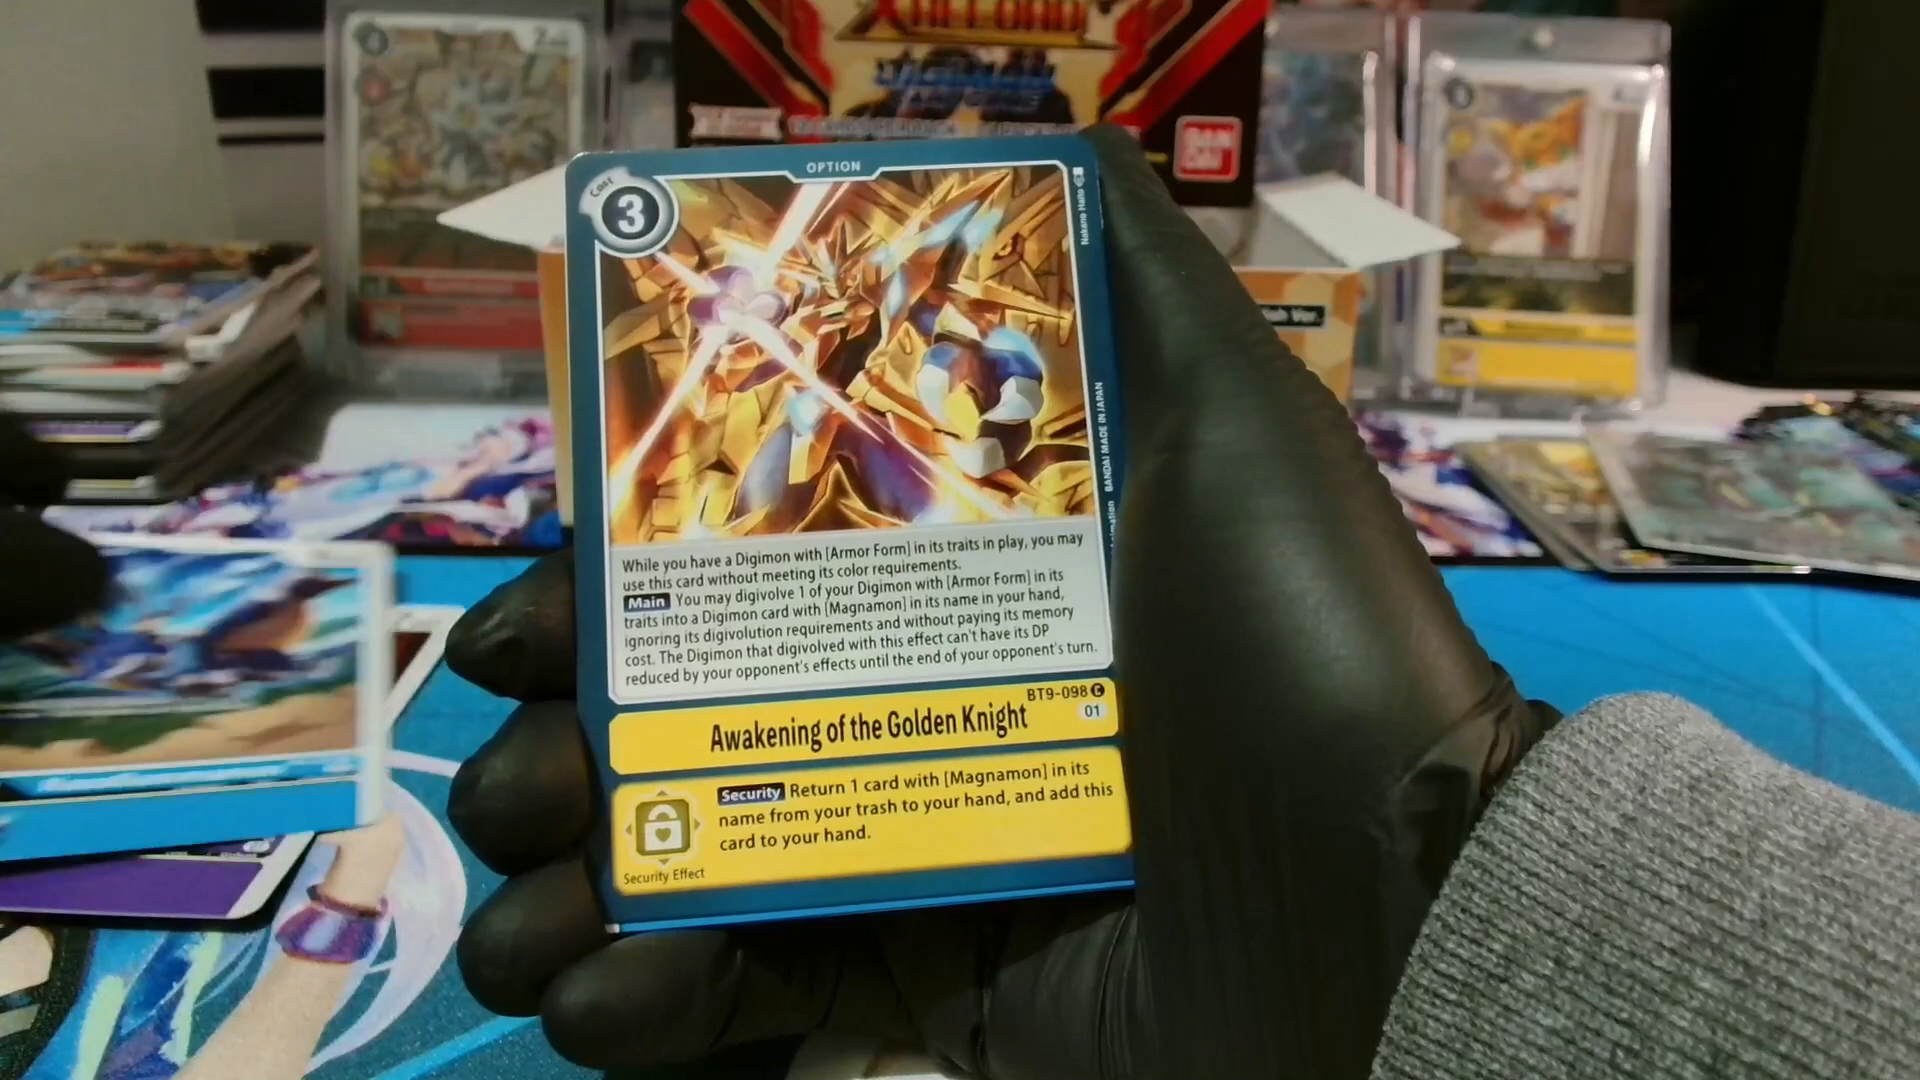 BAN
DAI
OPTION
Cost
3
Nakano Haito
BANDAI MADE IN JAPAN
While you have a Digimon with [Armor Form] in its traits in play, you may
use this card without meeting its color requirements.
Main You may digivolve 1 of your Digimon with [Armor Form] in its
traits into a Digimon card with [Magnamon] in its name in your hand,
ignoring its digivolution requirements and without paying its memory
cost. The Digimon that digivolved with this effect can't have its DP
reduced by your opponent's effects until the end of your opponent's turn.
BT9-098 C
Awakening of the Golden Knight
01
Security Return 1 card with [Magnamon] in its
name from your trash to your hand, and add this
card to your hand.
Security Effect